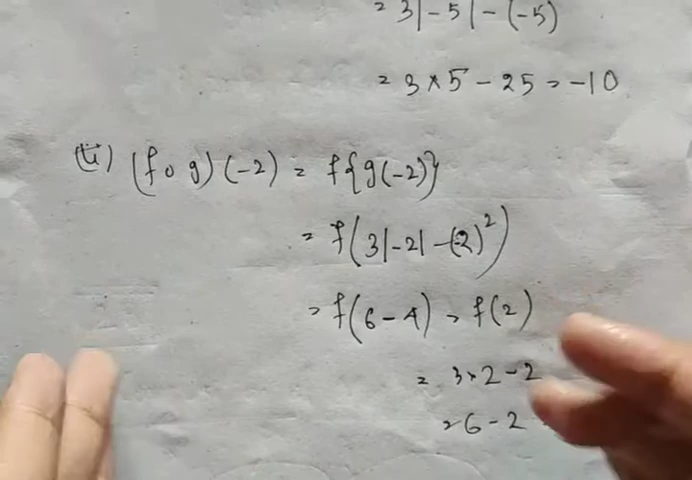 = 3|-5| - (-5)
= 3 × 5 - 25 = -10
(ii) (f o g) (-2) = f{g(-2)}
= f(3|-2| - (-2)²)
= f(6-4) = f(2)
= 3×2-2
= 6-2